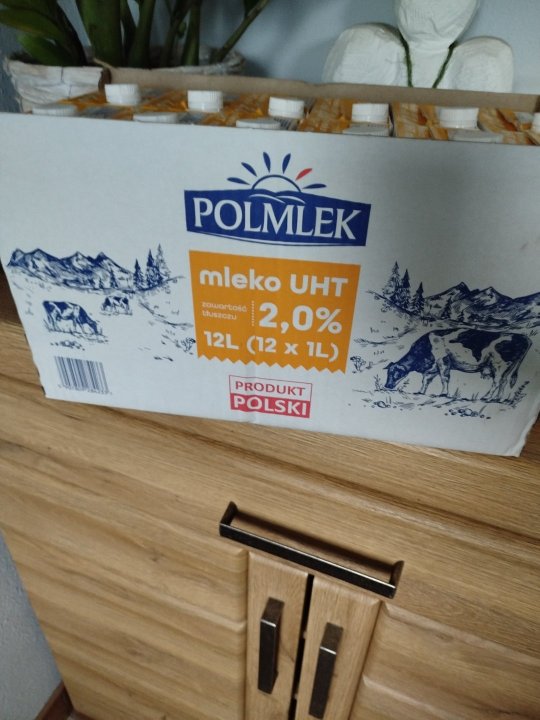 POLMLEK
mleko UHT
zawartość
tłuszczu
2,0%
12L (12 x 1L)
PRODUKT
POLSKI